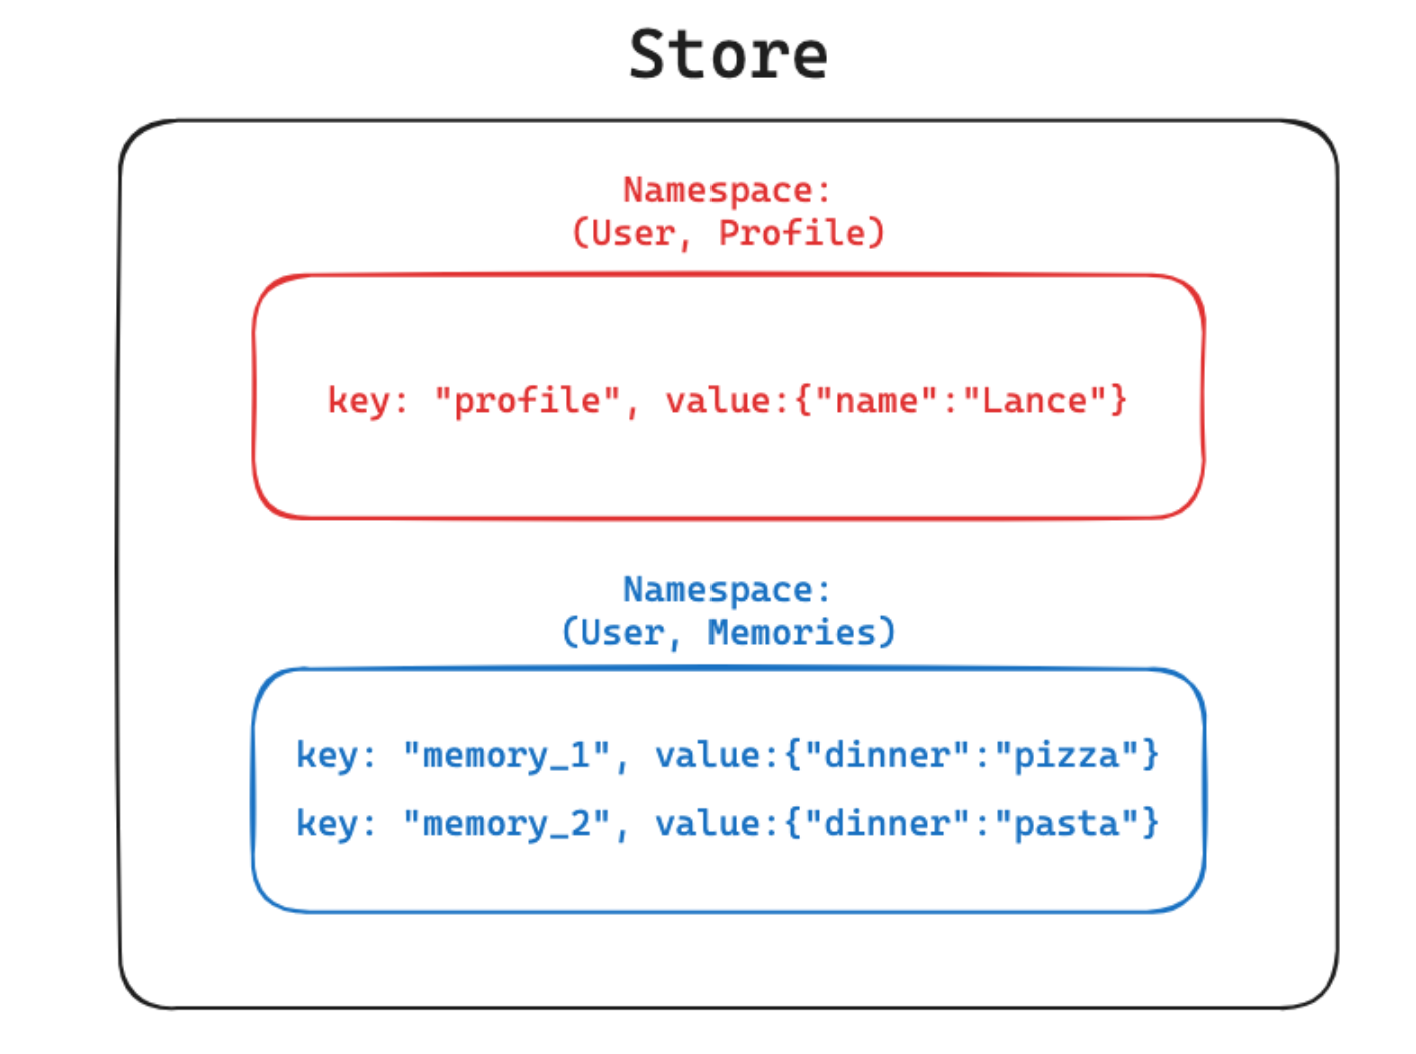 Store
Namespace:
(User, Profile)
key: "profile", value:{"name":"Lance"}
Namespace:
(User, Memories)
key: "memory_1", value:{"dinner":"pizza"}
key: "memory_2", value:{"dinner":"pasta"}